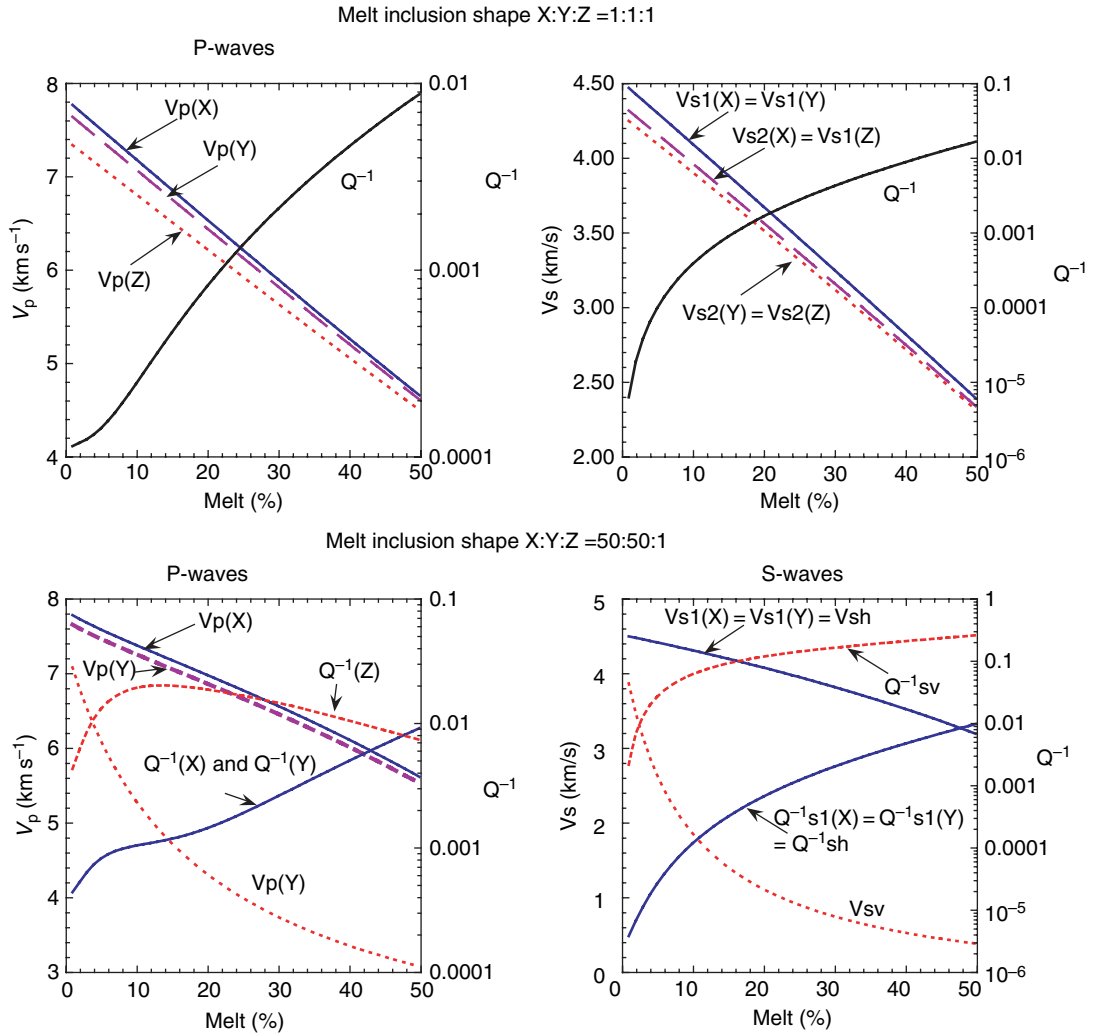 Melt inclusion shape X:Y:Z =1:1:1
P-waves
8
7
6
5
4
V_p (km s⁻¹)
0.01
0.001
0.0001
Q⁻¹
Vp(X)
Vp(Y)
Vp(Z)
Q⁻¹
0 10 20 30 40 50
Melt (%)
4.50
4.00
3.50
3.00
2.50
2.00
Vs (km/s)
0.1
0.01
0.001
0.0001
10⁻⁵
10⁻⁶
Q⁻¹
Vs1(X) = Vs1(Y)
Vs2(X) = Vs1(Z)
Q⁻¹
Vs2(Y) = Vs2(Z)
0 10 20 30 40 50
Melt (%)
Melt inclusion shape X:Y:Z =50:50:1
P-waves
8
7
6
5
4
3
V_p (km s⁻¹)
0.1
0.01
0.001
0.0001
Q⁻¹
Vp(X)
Vp(Y)
Q⁻¹(Z)
Q⁻¹(X) and Q⁻¹(Y)
Vp(Y)
0 10 20 30 40 50
Melt (%)
S-waves
5
4
3
2
1
0
Vs (km/s)
1
0.1
0.01
0.001
0.0001
10⁻⁵
10⁻⁶
Q⁻¹
Vs1(X) = Vs1(Y) = Vsh
Q⁻¹sv
Q⁻¹s1(X) = Q⁻¹s1(Y)
= Q⁻¹sh
Vsv
0 10 20 30 40 50
Melt (%)